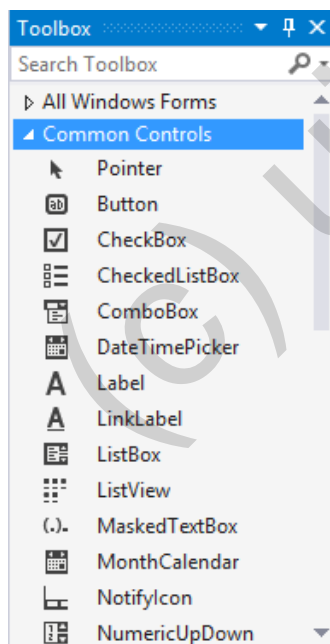 Toolbox
Search Toolbox
All Windows Forms
Common Controls
Pointer
Button
CheckBox
CheckedListBox
ComboBox
DateTimePicker
Label
LinkLabel
ListBox
ListView
MaskedTextBox
MonthCalendar
NotifyIcon
NumericUpDown